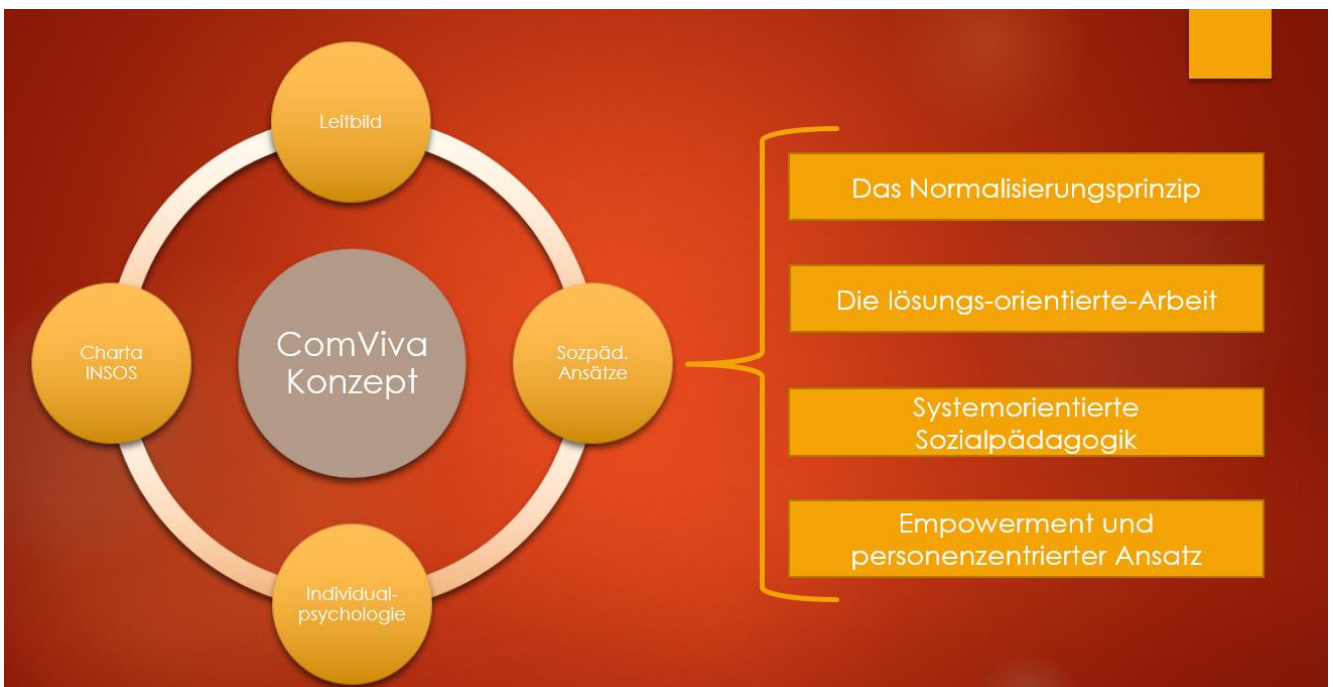 Leitbild
ComViva
Konzept
Charta
INSOS
Sozpäd.
Ansätze
Individual-
psychologie
Das Normalisierungsprinzip
Die lösungs-orientierte-Arbeit
Systemorientierte
Sozialpädagogik
Empowerment und
personenzentrierter Ansatz